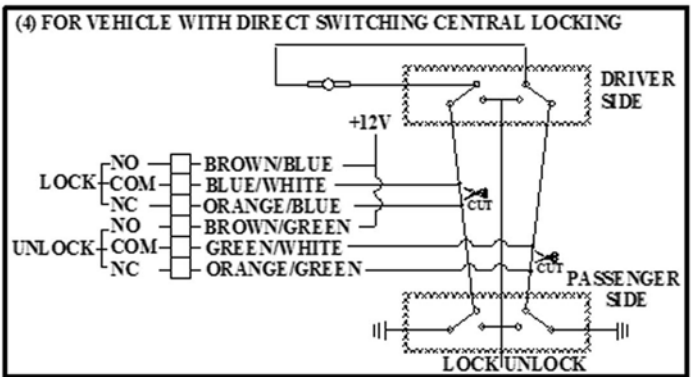 (4) FOR VEHICLE WITH DIRECT SWITCHING CENTRAL LOCKING
DRIVER
SIDE
+12V
LOCK
NO BROWN/BLUE
COM BLUE/WHITE
NC ORANGE/BLUE
CUT
UNLOCK
NO BROWN/GREEN
COM GREEN/WHITE
NC ORANGE/GREEN
CUT
PASSENGER
SIDE
LOCK UNLOCK